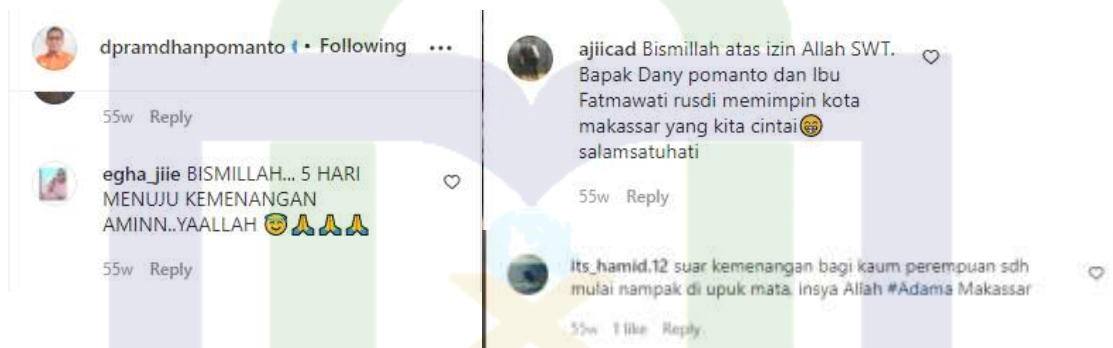 dpramdhanpomanto • Following •••
55w Reply
egha_jiie BISMILLAH... 5 HARI
MENUJU KEMENANGAN
AMINN..YAALLAH 😇🙏🙏🙏
55w Reply
ajiicad Bismillah atas izin Allah SWT.
Bapak Dany pomanto dan Ibu
Fatmawati rusdi memimpin kota
makassar yang kita cintai😁
salamsatuhati
55w Reply
its_hamid.12 suar kemenangan bagi kaum perempuan sdh
mulai nampak di upuk mata, insya Allah #Adama Makassar
55w 1 like Reply